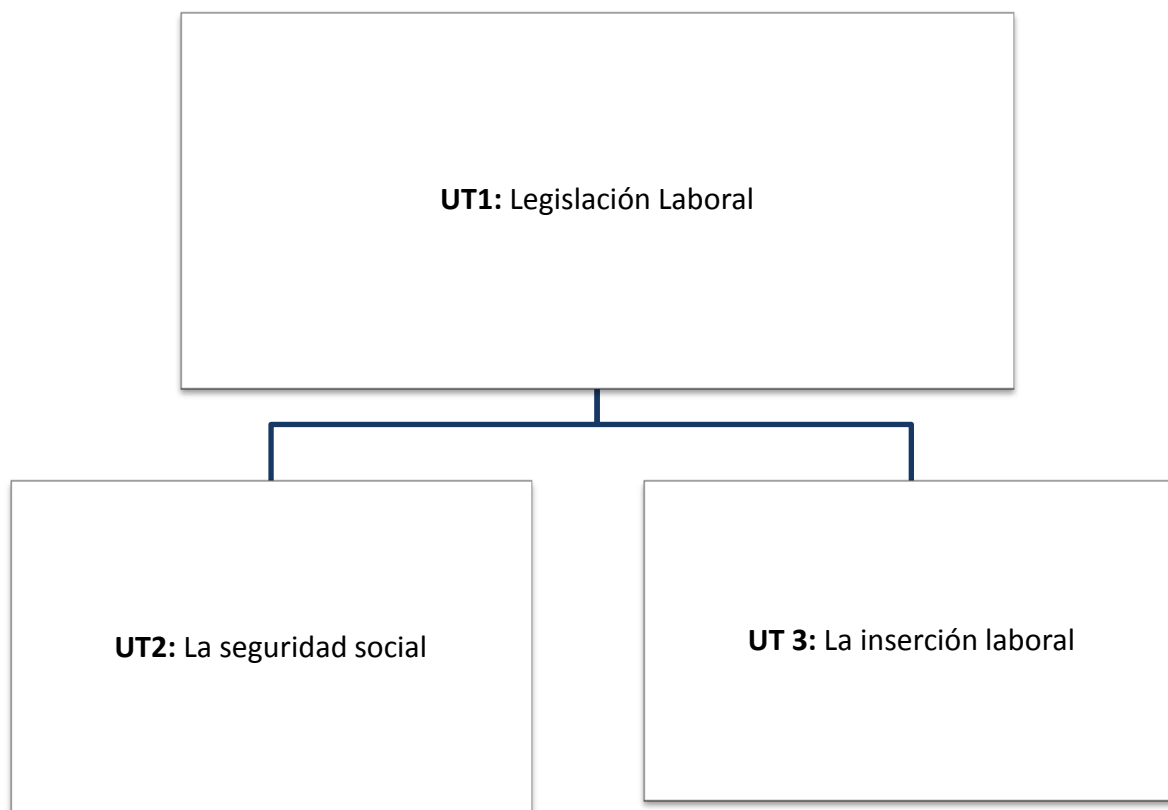 UT1: Legislación Laboral
UT2: La seguridad social
UT 3: La inserción laboral